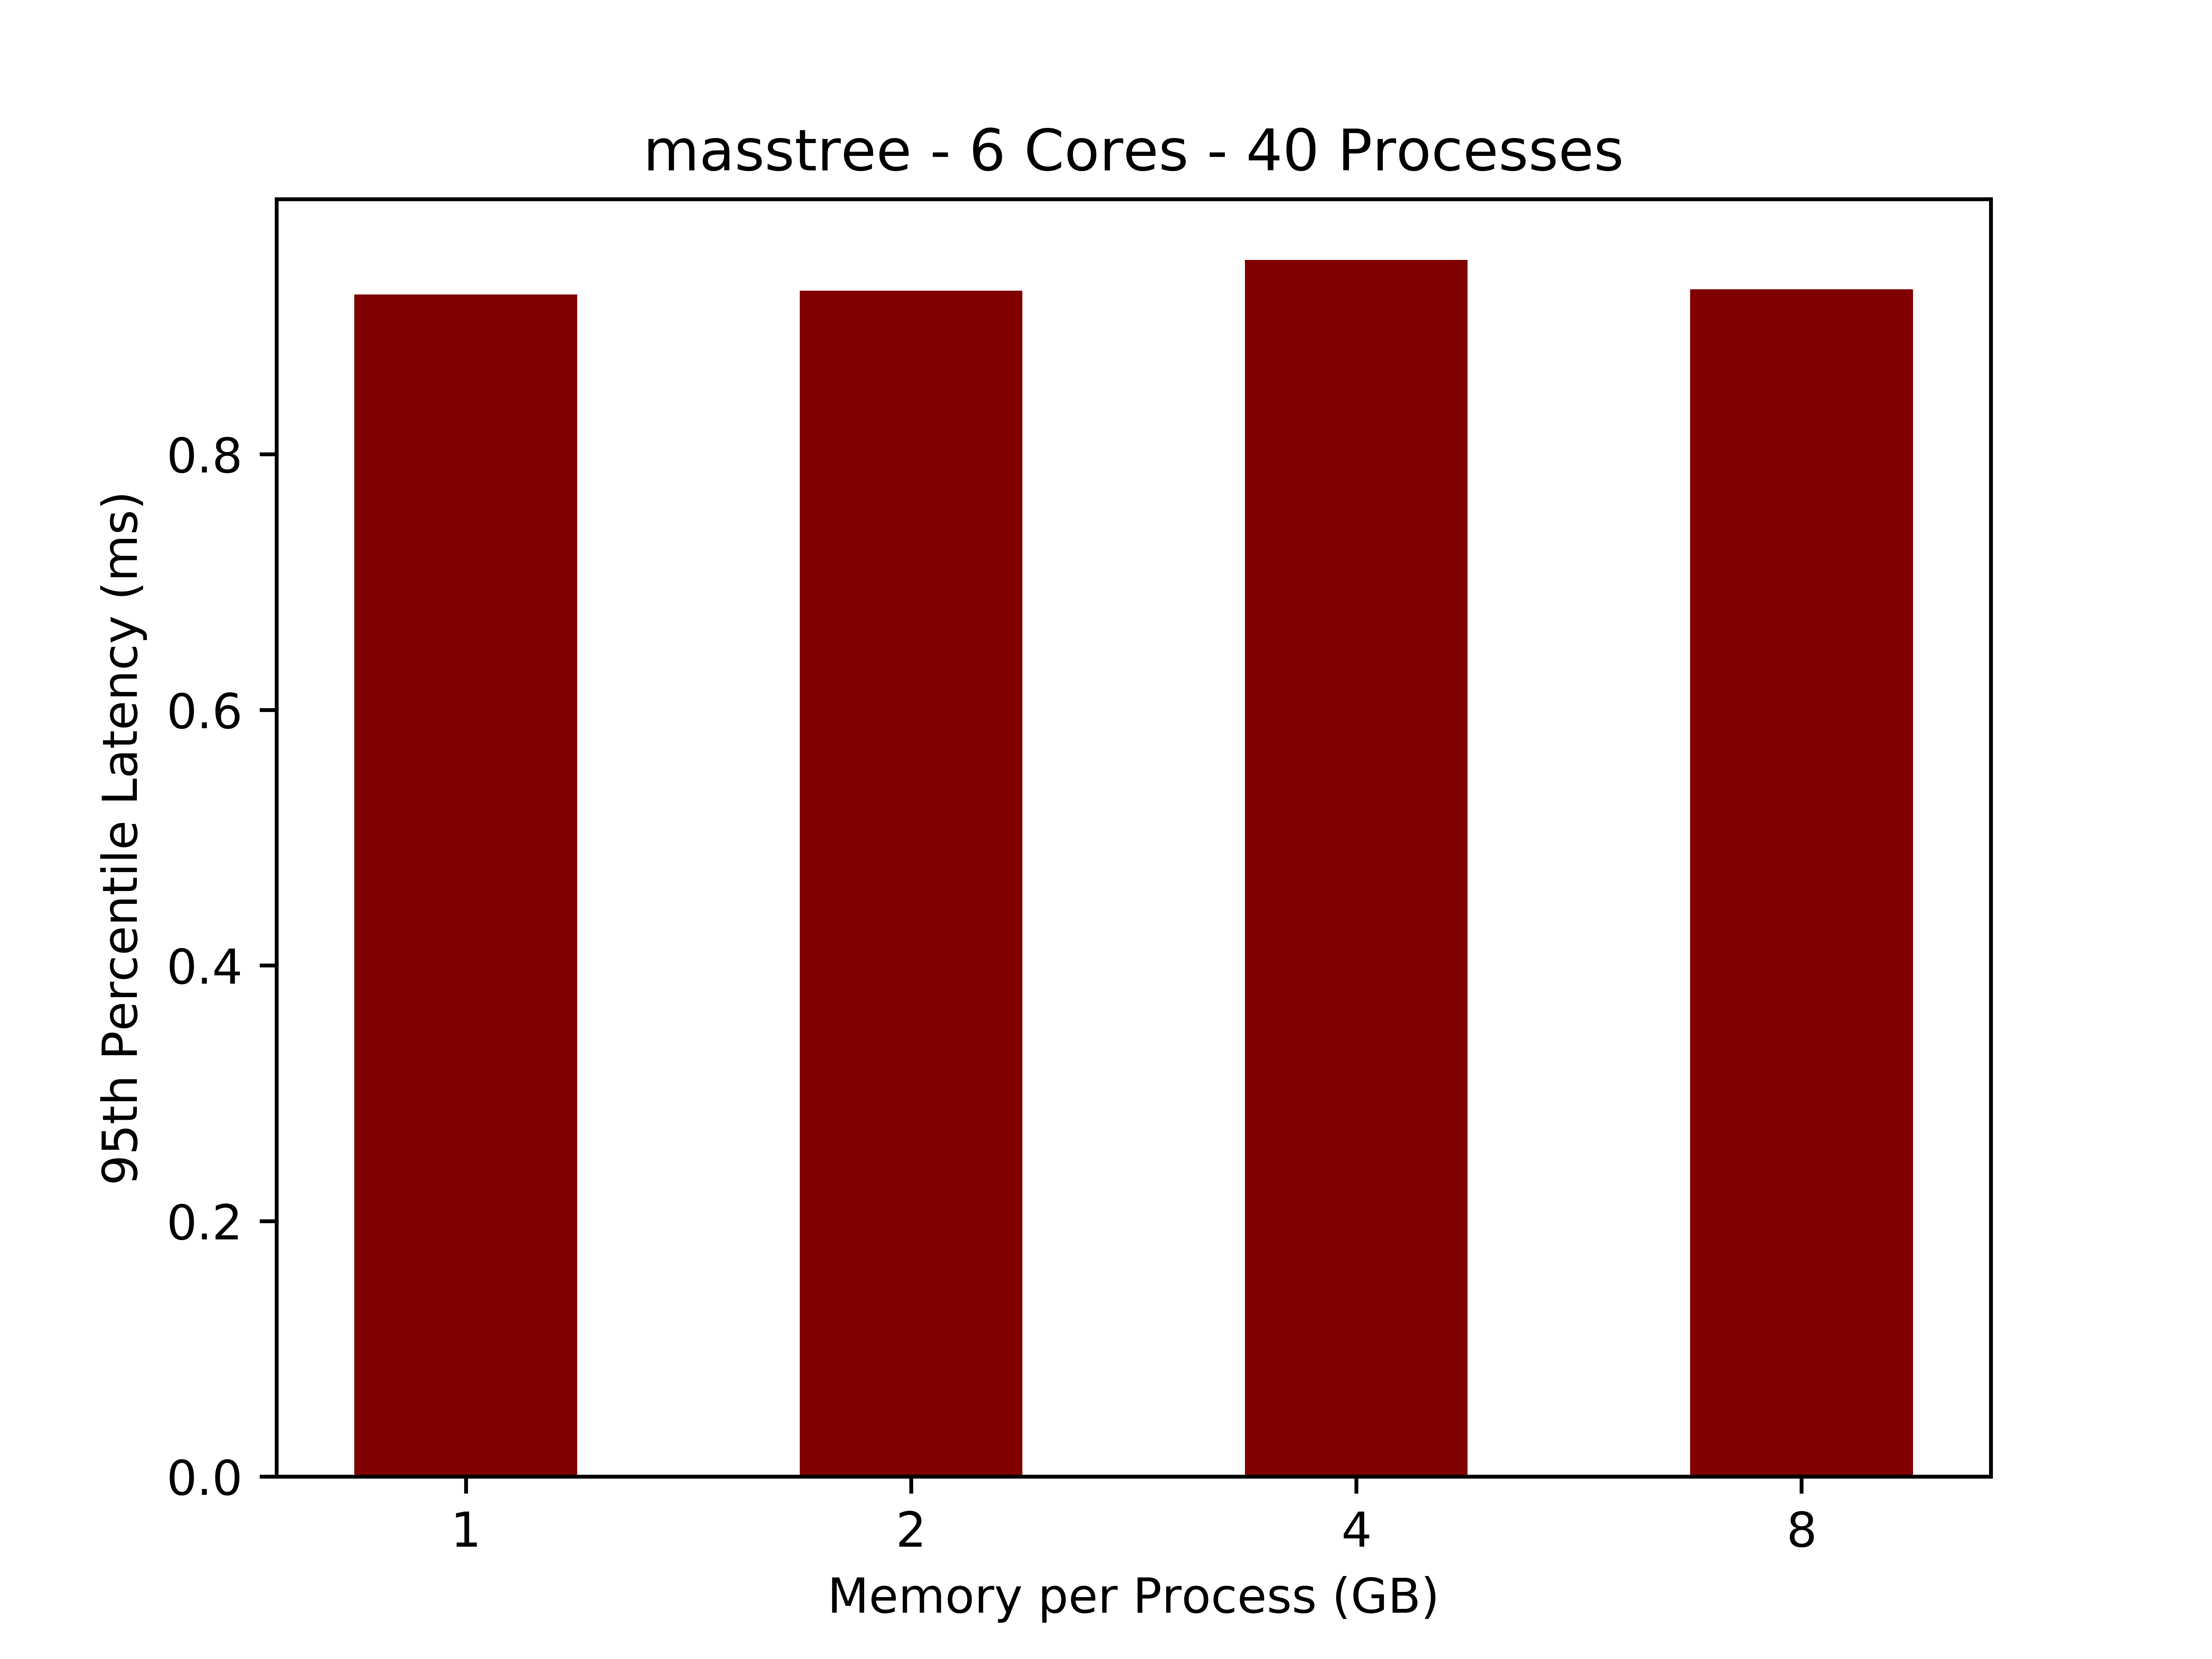 masstree - 6 Cores - 40 Processes
95th Percentile Latency (ms)
0.8
0.6
0.4
0.2
0.0
1 2 4 8
Memory per Process (GB)